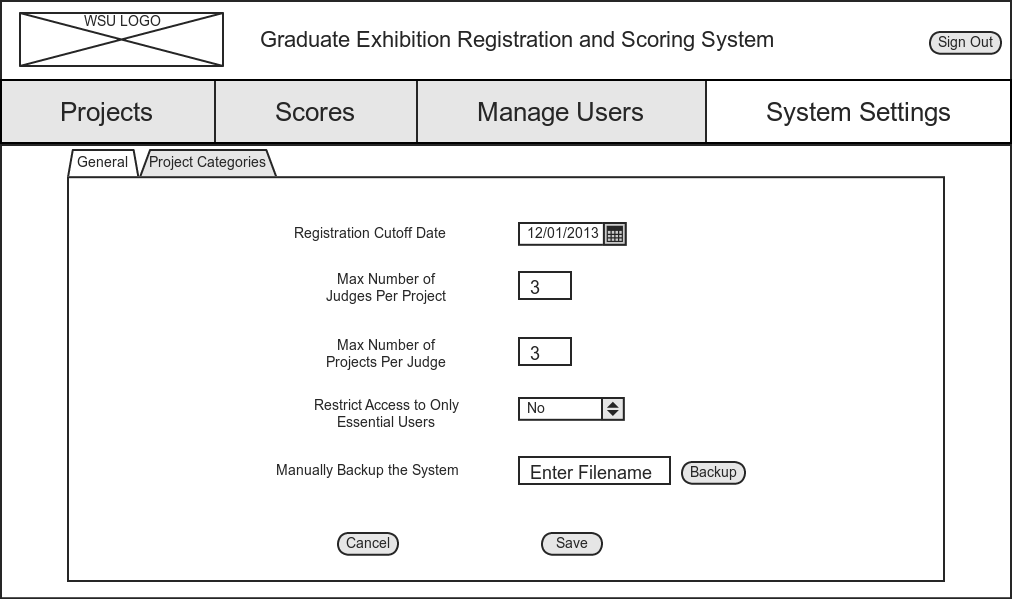 WSU LOGO
Graduate Exhibition Registration and Scoring System
Sign Out
Projects
Scores
Manage Users
System Settings
General
Project Categories
Registration Cutoff Date
12/01/2013
Max Number of
Judges Per Project
3
Max Number of
Projects Per Judge
3
Restrict Access to Only
Essential Users
No
Manually Backup the System
Enter Filename
Backup
Cancel
Save